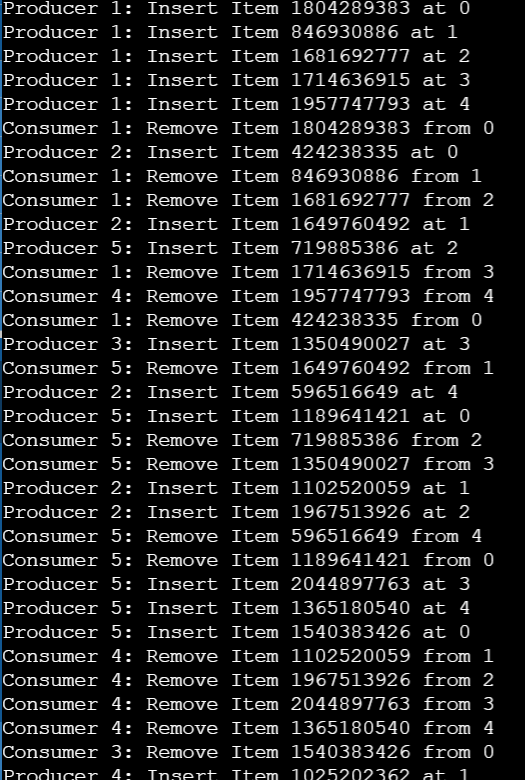 Producer 1: Insert Item 1804289383 at 0
Producer 1: Insert Item 846930886 at 1
Producer 1: Insert Item 1681692777 at 2
Producer 1: Insert Item 1714636915 at 3
Producer 1: Insert Item 1957747793 at 4
Consumer 1: Remove Item 1804289383 from 0
Producer 2: Insert Item 424238335 at 0
Consumer 1: Remove Item 846930886 from 1
Consumer 1: Remove Item 1681692777 from 2
Producer 2: Insert Item 1649760492 at 1
Producer 5: Insert Item 719885386 at 2
Consumer 1: Remove Item 1714636915 from 3
Consumer 4: Remove Item 1957747793 from 4
Consumer 1: Remove Item 424238335 from 0
Producer 3: Insert Item 1350490027 at 3
Consumer 5: Remove Item 1649760492 from 1
Producer 2: Insert Item 596516649 at 4
Producer 5: Insert Item 1189641421 at 0
Consumer 5: Remove Item 719885386 from 2
Consumer 5: Remove Item 1350490027 from 3
Producer 2: Insert Item 1102520059 at 1
Producer 2: Insert Item 1967513926 at 2
Consumer 5: Remove Item 596516649 from 4
Consumer 5: Remove Item 1189641421 from 0
Producer 5: Insert Item 2044897763 at 3
Producer 5: Insert Item 1365180540 at 4
Producer 5: Insert Item 1540383426 at 0
Consumer 4: Remove Item 1102520059 from 1
Consumer 4: Remove Item 1967513926 from 2
Consumer 4: Remove Item 2044897763 from 3
Consumer 4: Remove Item 1365180540 from 4
Consumer 3: Remove Item 1540383426 from 0
Producer 4: Insert Item 1025202362 at 1